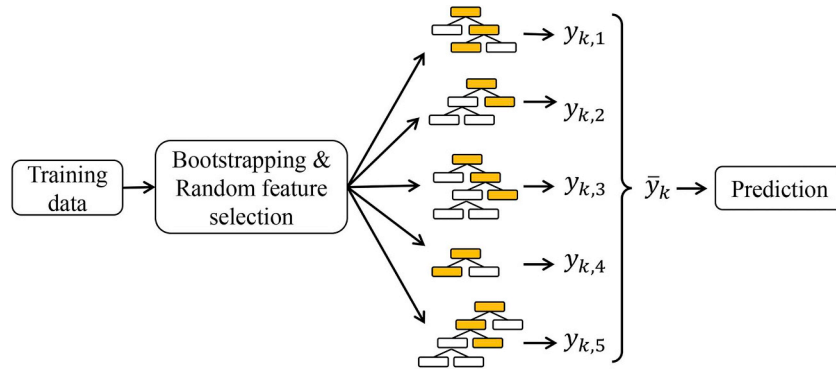 Training
data
Bootstrapping &
Random feature
selection
y_{k,1}
y_{k,2}
y_{k,3}
y_{k,4}
y_{k,5}
ȳ_k
Prediction